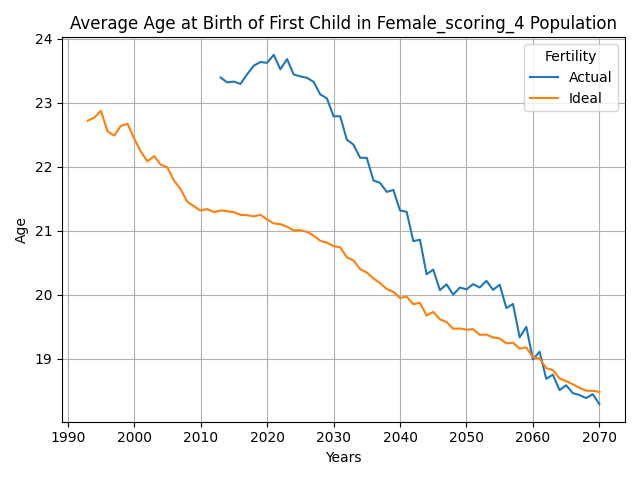 Average Age at Birth of First Child in Female_scoring_4 Population
Fertility
Actual
Ideal
Age
24
23
22
21
20
19
1990 2000 2010 2020 2030 2040 2050 2060 2070
Years